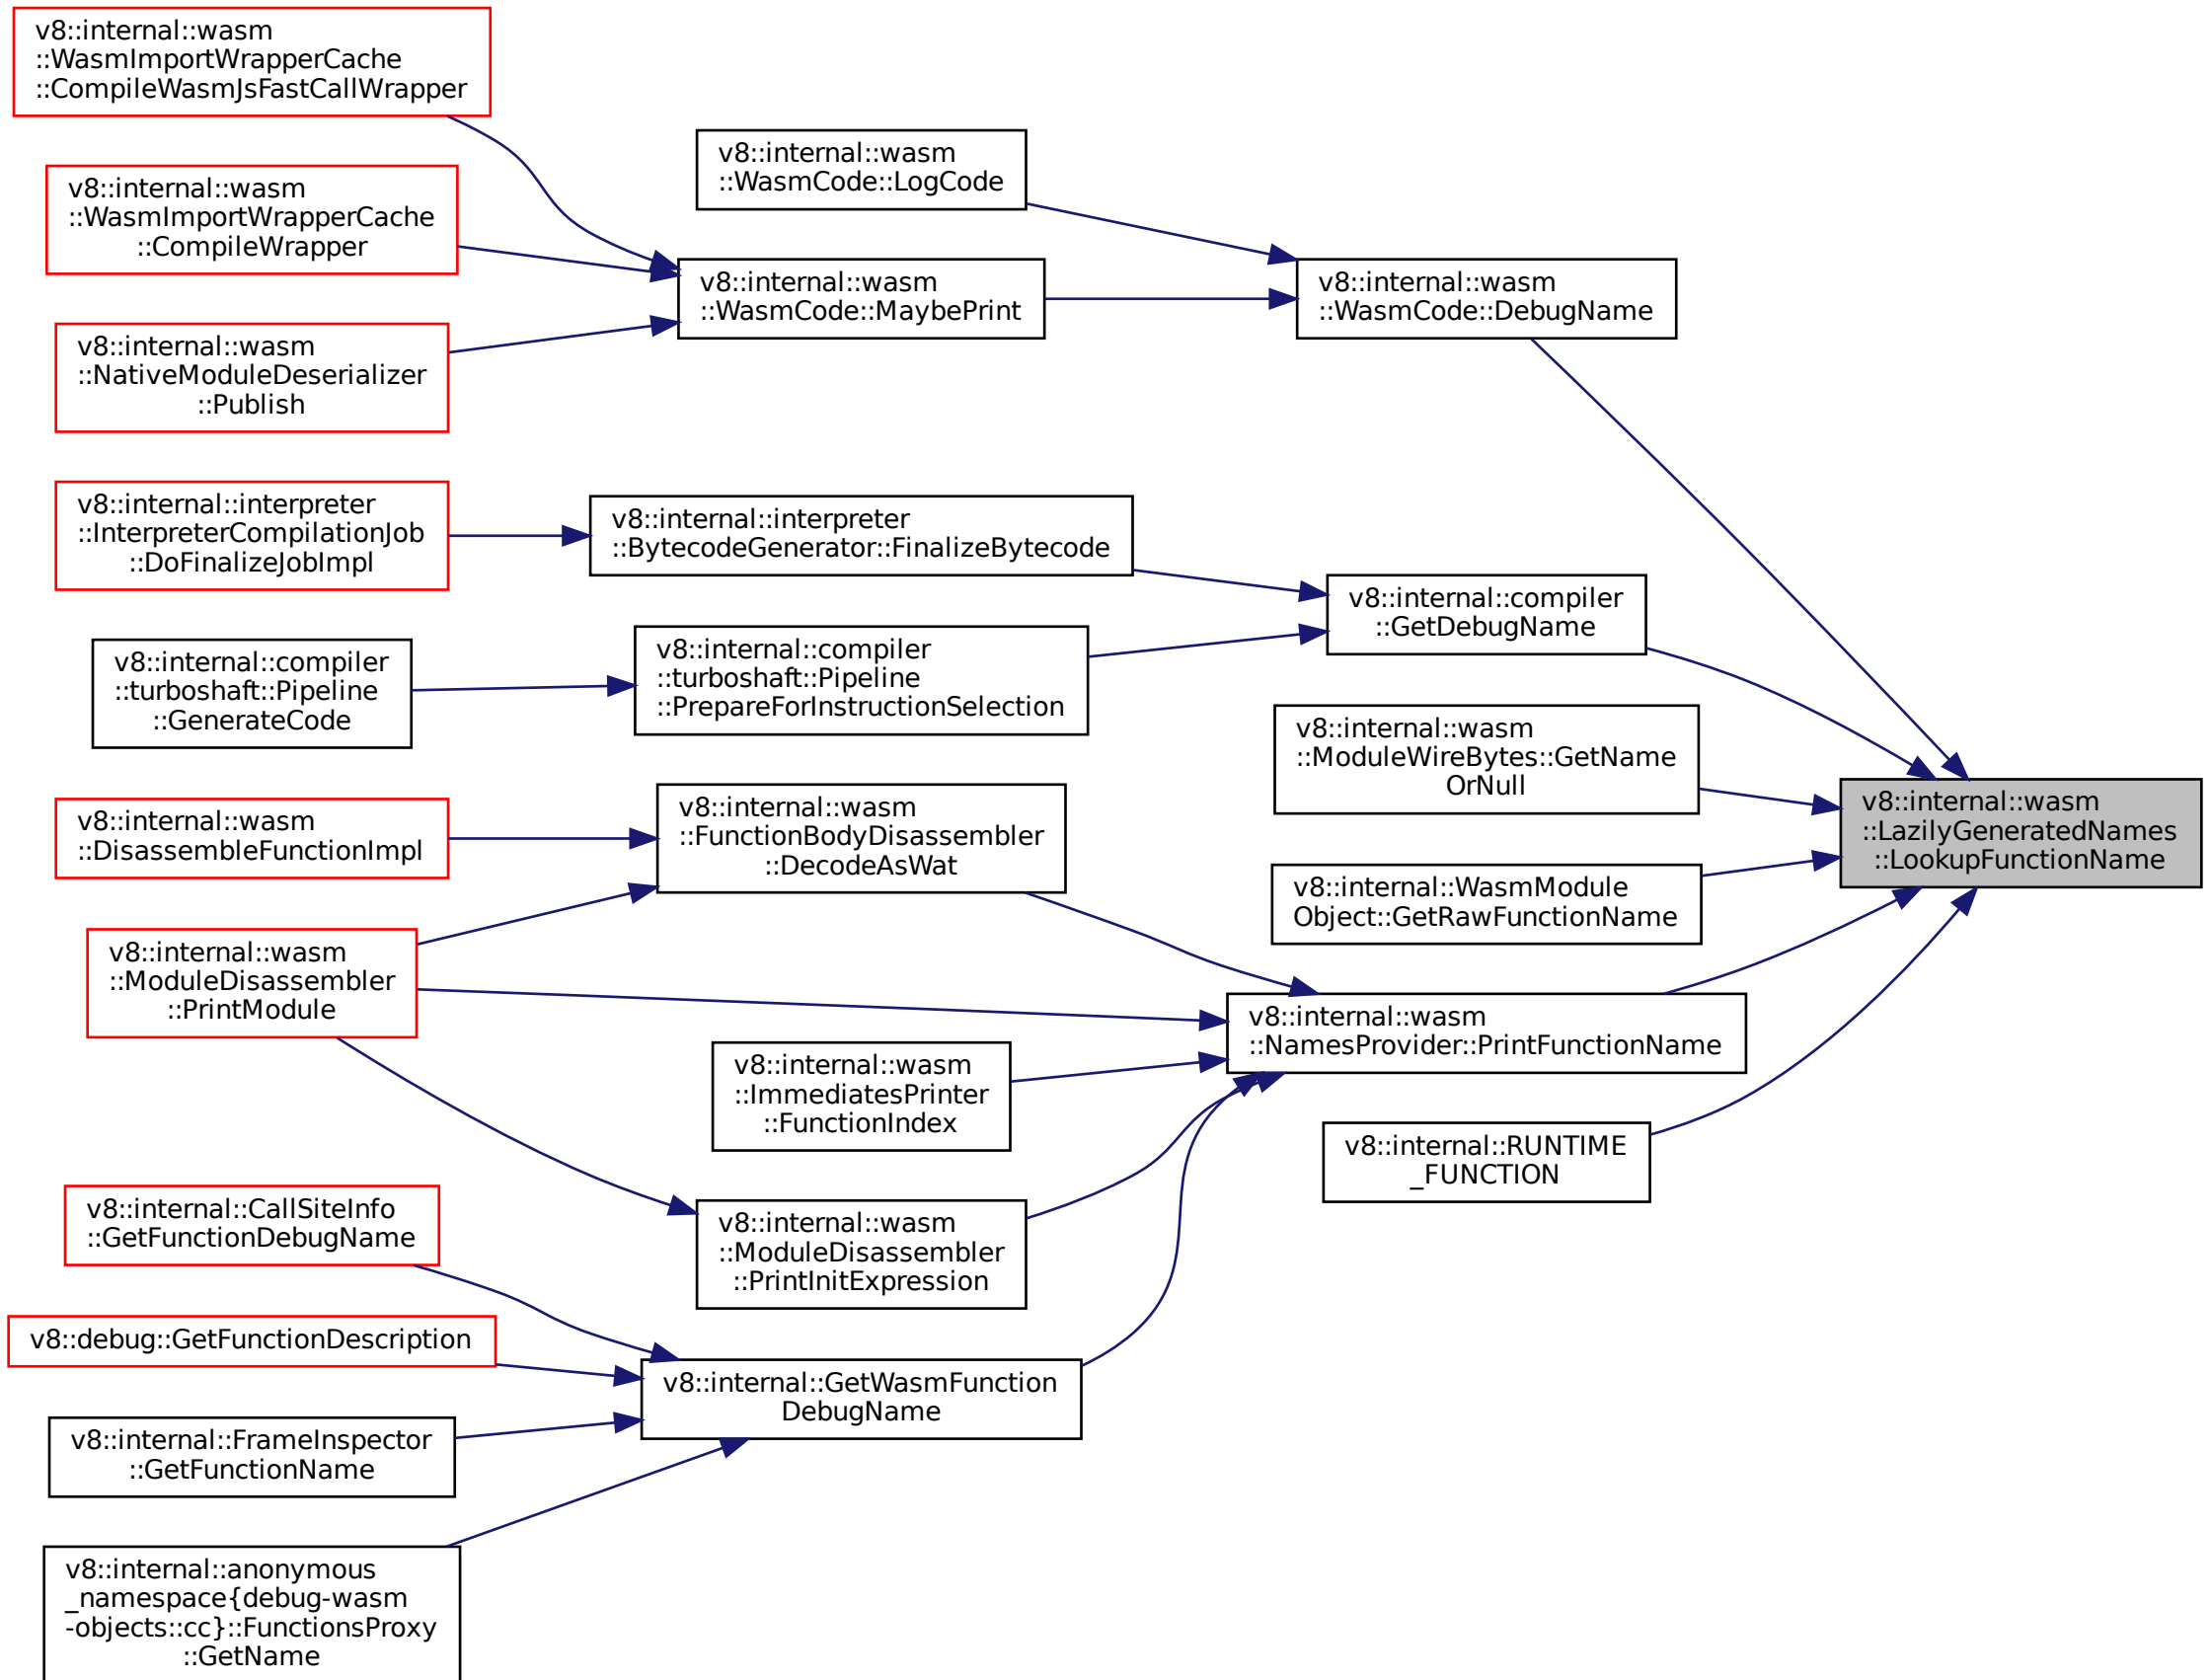 v8::internal::wasm
::WasmImportWrapperCache
::CompileWasmJsFastCallWrapper
v8::internal::wasm
::WasmImportWrapperCache
::CompileWrapper
v8::internal::wasm
::NativeModuleDeserializer
::Publish
v8::internal::interpreter
::InterpreterCompilationJob
::DoFinalizeJobImpl
v8::internal::compiler
::turboshaft::Pipeline
::GenerateCode
v8::internal::wasm
::DisassembleFunctionImpl
v8::internal::wasm
::ModuleDisassembler
::PrintModule
v8::internal::CallSiteInfo
::GetFunctionDebugName
v8::debug::GetFunctionDescription
v8::internal::FrameInspector
::GetFunctionName
v8::internal::anonymous
_namespace{debug-wasm
-objects::cc}::FunctionsProxy
::GetName
v8::internal::wasm
::WasmCode::LogCode
v8::internal::wasm
::WasmCode::MaybePrint
v8::internal::interpreter
::BytecodeGenerator::FinalizeBytecode
v8::internal::compiler
::turboshaft::Pipeline
::PrepareForInstructionSelection
v8::internal::wasm
::FunctionBodyDisassembler
::DecodeAsWat
v8::internal::wasm
::ImmediatesPrinter
::FunctionIndex
v8::internal::wasm
::ModuleDisassembler
::PrintInitExpression
v8::internal::GetWasmFunction
DebugName
v8::internal::wasm
::WasmCode::DebugName
v8::internal::compiler
::GetDebugName
v8::internal::wasm
::ModuleWireBytes::GetName
OrNull
v8::internal::WasmModule
Object::GetRawFunctionName
v8::internal::wasm
::NamesProvider::PrintFunctionName
v8::internal::RUNTIME
_FUNCTION
v8::internal::wasm
::LazilyGeneratedNames
::LookupFunctionName